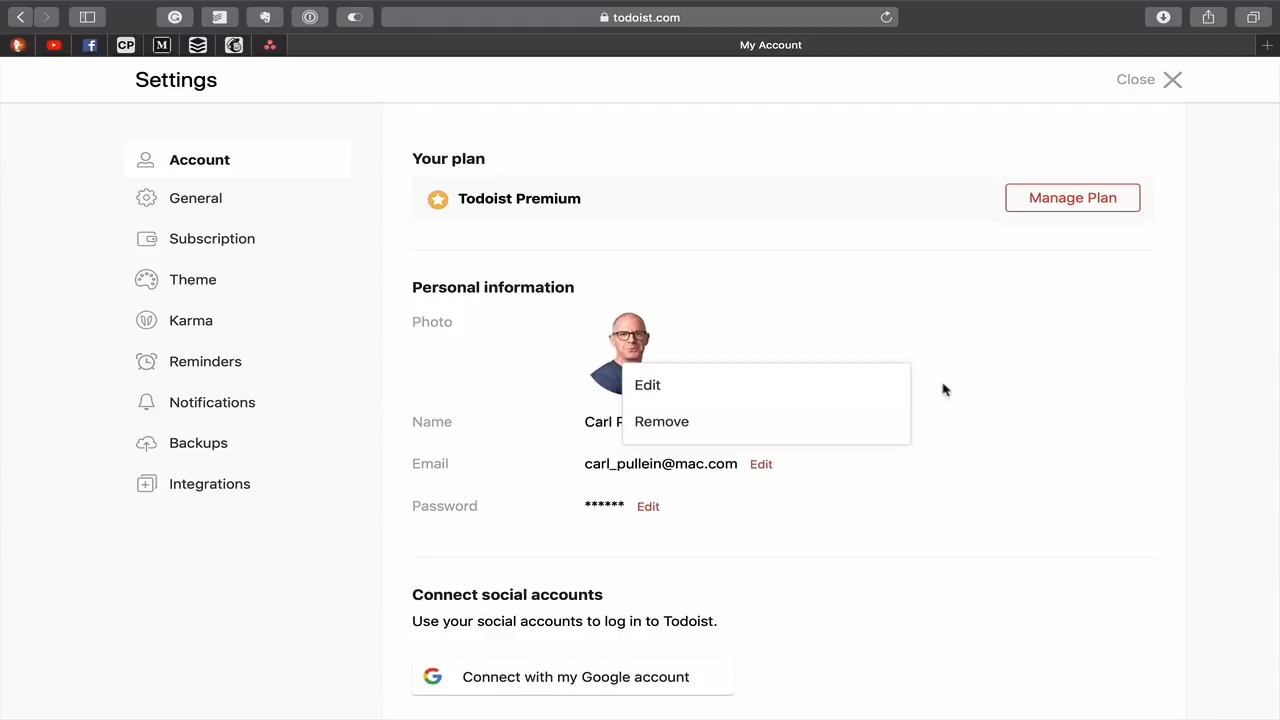 todoist.com
CP
M
My Account
Settings
Close
Account
General
Subscription
Theme
Karma
Reminders
Notifications
Backups
Integrations
Your plan
Todoist Premium
Manage Plan
Personal information
Photo
Edit
Remove
Name
Carl P
Email
carl_pullein@mac.com Edit
Password
****** Edit
Connect social accounts
Use your social accounts to log in to Todoist.
Connect with my Google account